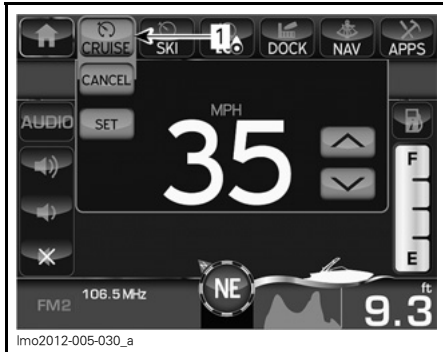 CRUISE 1 SKI DOCK NAV APPS
CANCEL
AUDIO SET MPH
35
F
E
NE
FM2 106.5 MHz
ft
9.3
lmo2012-005-030_a